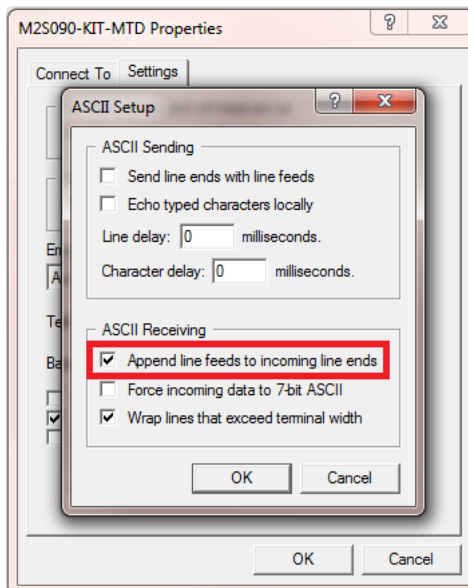 M2S090-KIT-MTD Properties
Connect To Settings
ASCII Setup
ASCII Sending
Send line ends with line feeds
Echo typed characters locally
Line delay: 0 milliseconds.
Character delay: 0 milliseconds.
ASCII Receiving
Append line feeds to incoming line ends
Force incoming data to 7-bit ASCII
Wrap lines that exceed terminal width
OK Cancel
OK Cancel